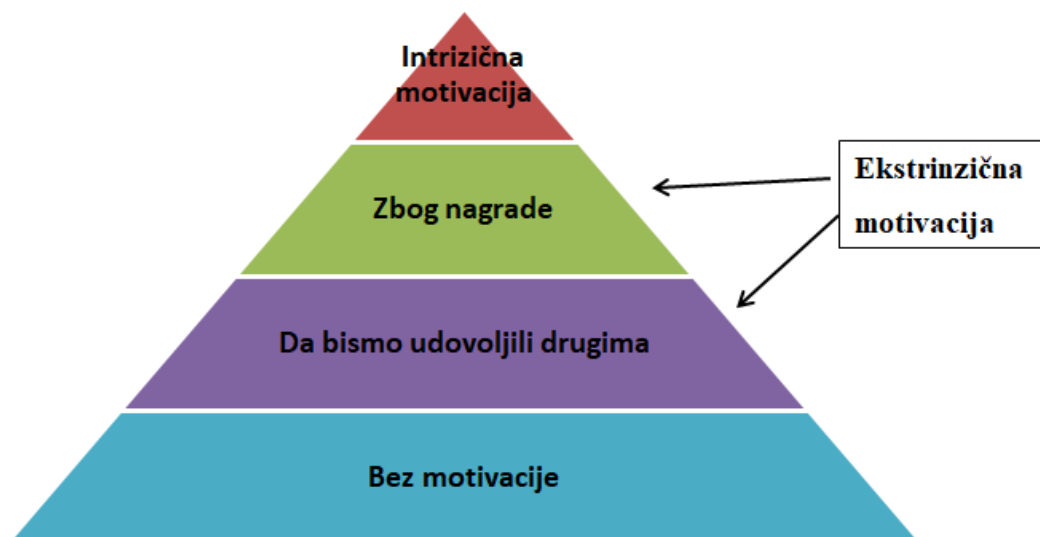 Intrizična
motivacija
Zbog nagrade
Ekstrinzična
motivacija
Da bismo udovoljili drugima
Bez motivacije